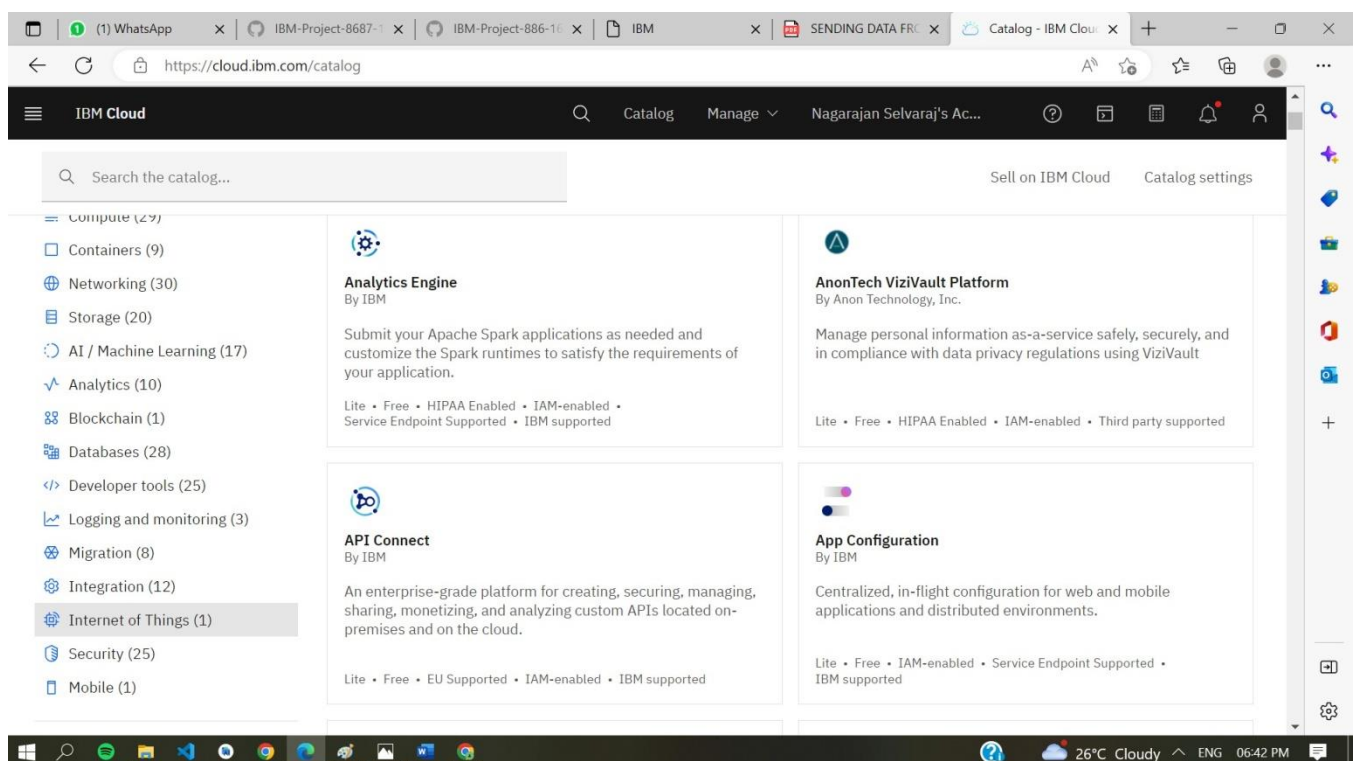 (1) WhatsApp
IBM-Project-8687-1
IBM-Project-886-16
IBM
SENDING DATA FRO
Catalog - IBM Cloud
https://cloud.ibm.com/catalog
IBM Cloud
Catalog
Manage
Nagarajan Selvaraj's Ac...
Search the catalog...
Sell on IBM Cloud
Catalog settings
Compute (29)
Containers (9)
Networking (30)
Storage (20)
AI / Machine Learning (17)
Analytics (10)
Blockchain (1)
Databases (28)
Developer tools (25)
Logging and monitoring (3)
Migration (8)
Integration (12)
Internet of Things (1)
Security (25)
Mobile (1)
Analytics Engine
By IBM
Submit your Apache Spark applications as needed and
customize the Spark runtimes to satisfy the requirements of
your application.
Lite • Free • HIPAA Enabled • IAM-enabled •
Service Endpoint Supported • IBM supported
AnonTech ViziVault Platform
By Anon Technology, Inc.
Manage personal information as-a-service safely, securely, and
in compliance with data privacy regulations using ViziVault
Lite • Free • HIPAA Enabled • IAM-enabled • Third party supported
API Connect
By IBM
An enterprise-grade platform for creating, securing, managing,
sharing, monetizing, and analyzing custom APIs located on-
premises and on the cloud.
Lite • Free • EU Supported • IAM-enabled • IBM supported
App Configuration
By IBM
Centralized, in-flight configuration for web and mobile
applications and distributed environments.
Lite • Free • IAM-enabled • Service Endpoint Supported •
IBM supported
26°C Cloudy
ENG
06:42 PM